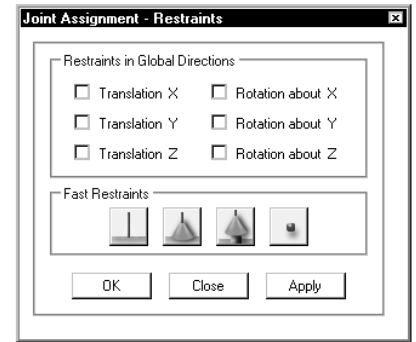 Joint Assignment - Restraints
Restraints in Global Directions
Translation X Rotation about X
Translation Y Rotation about Y
Translation Z Rotation about Z
Fast Restraints
OK Close Apply